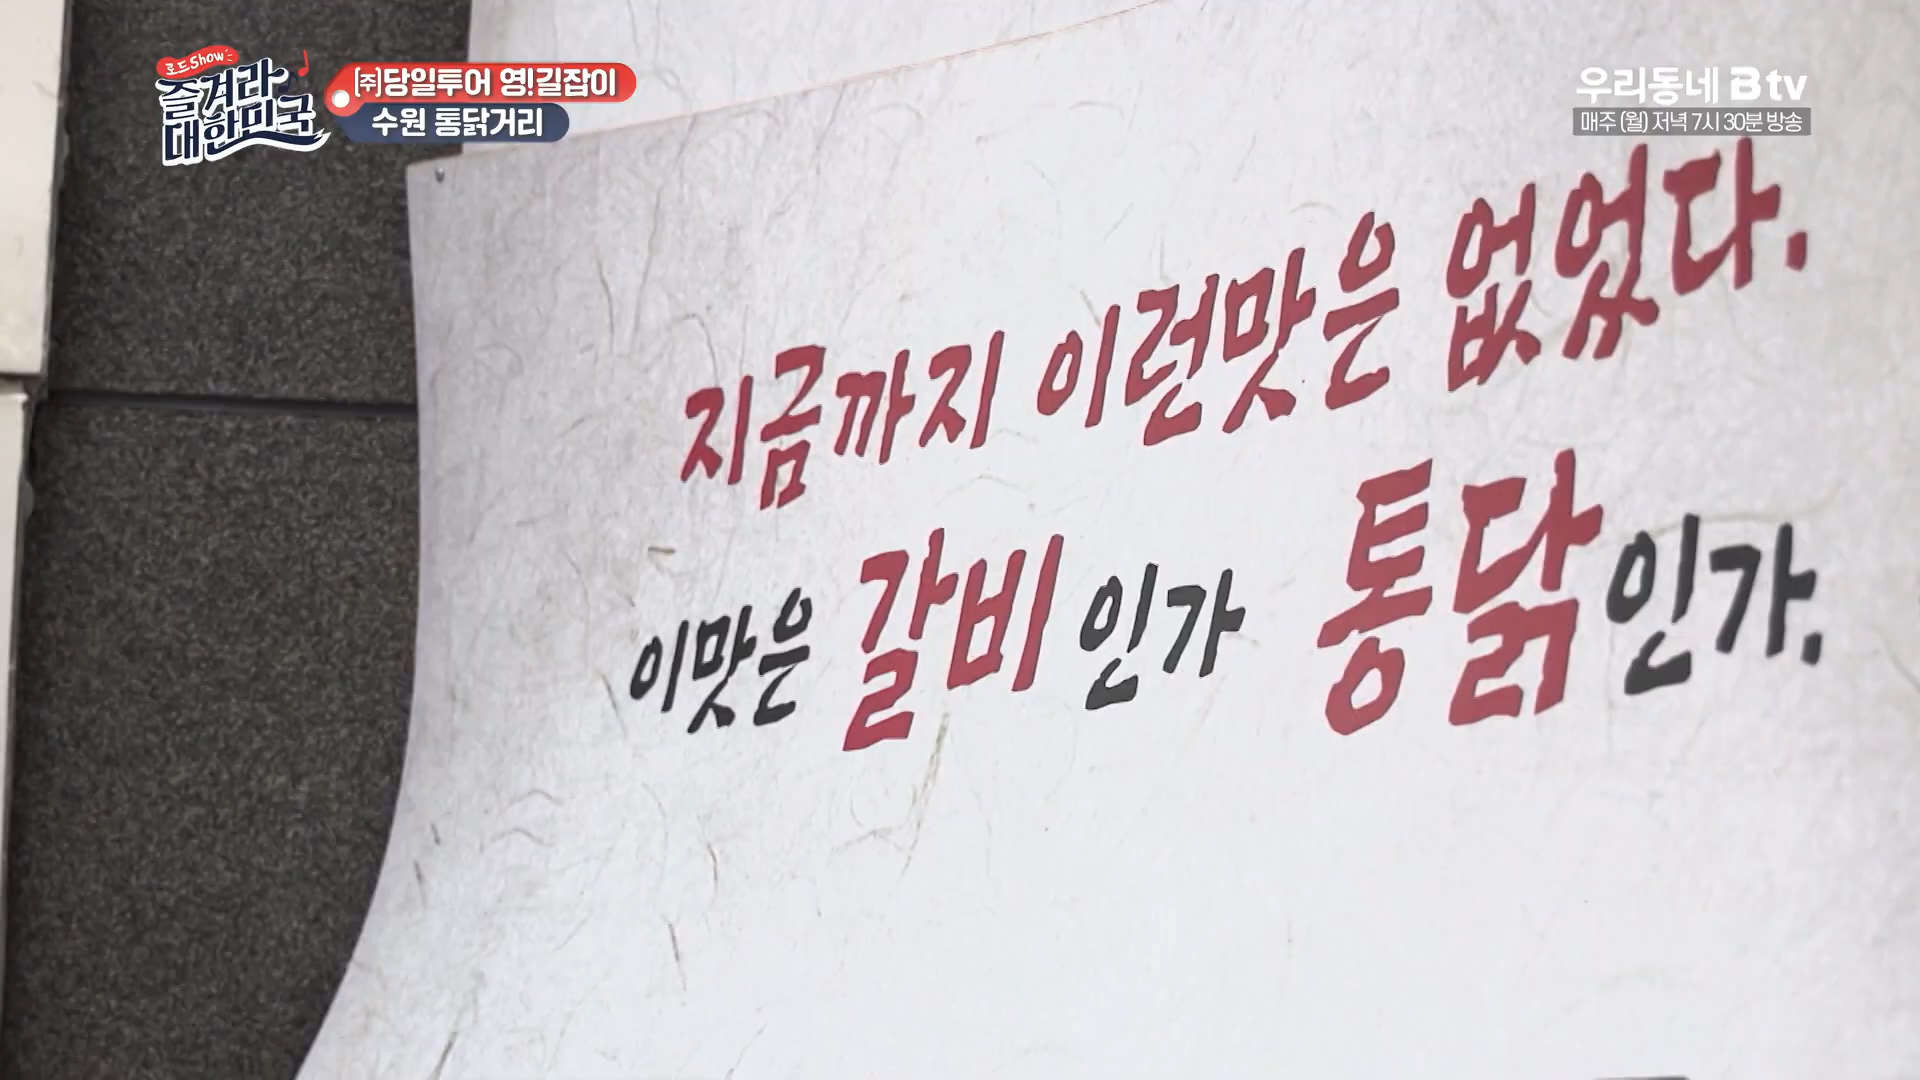 로드Show
즐겨라
대한민국
(주)당일투어 영!길잡이
수원 통닭거리
우리동네 B tv
매주 (월) 저녁 7시 30분 방송
지금까지 이런맛은 없었다.
이맛은 갈비인가 통닭인가.